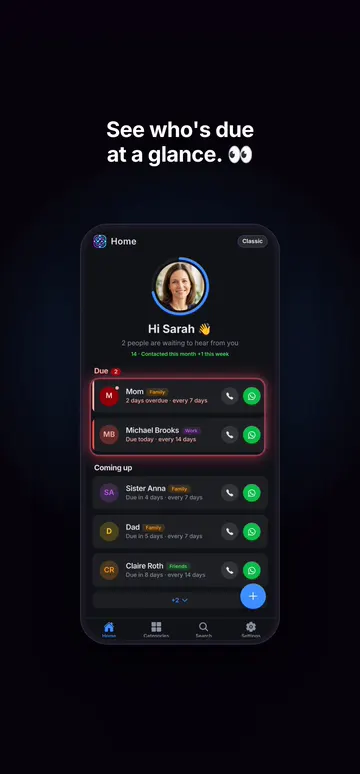 See who's due
at a glance. 👀
Home
Classic
Hi Sarah 👋
2 people are waiting to hear from you
14 · Contacted this month +1 this week
Due 2
M
Mom Family
2 days overdue · every 7 days
MB
Michael Brooks Work
Due today · every 14 days
Coming up
SA
Sister Anna Family
Due in 4 days · every 7 days
D
Dad Family
Due in 5 days · every 7 days
CR
Claire Roth Friends
Due in 8 days · every 14 days
+2
Home Categories Search Settings